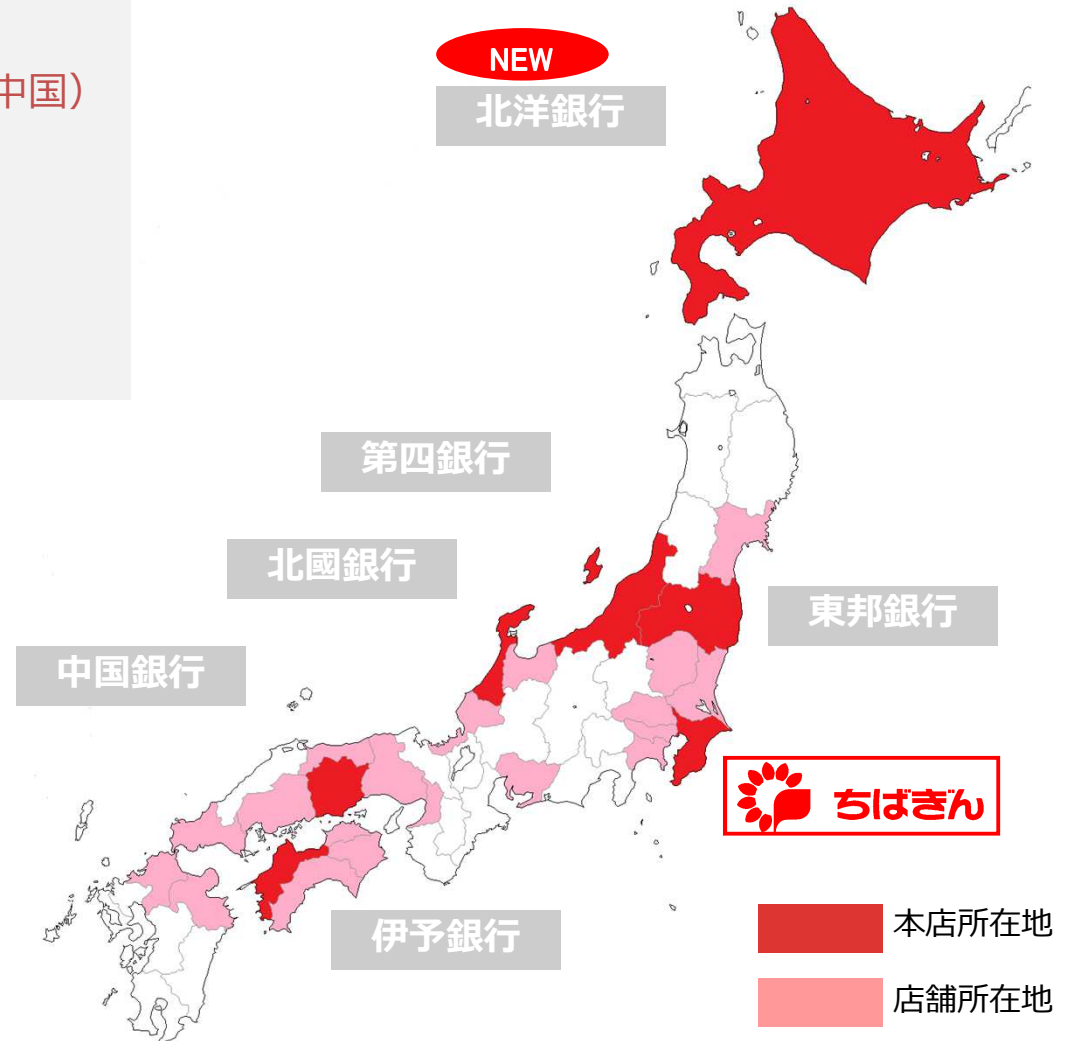 中国）
NEW
北洋銀行
第四銀行
北國銀行
東邦銀行
中国銀行
ちばぎん
伊予銀行
本店所在地
店舗所在地